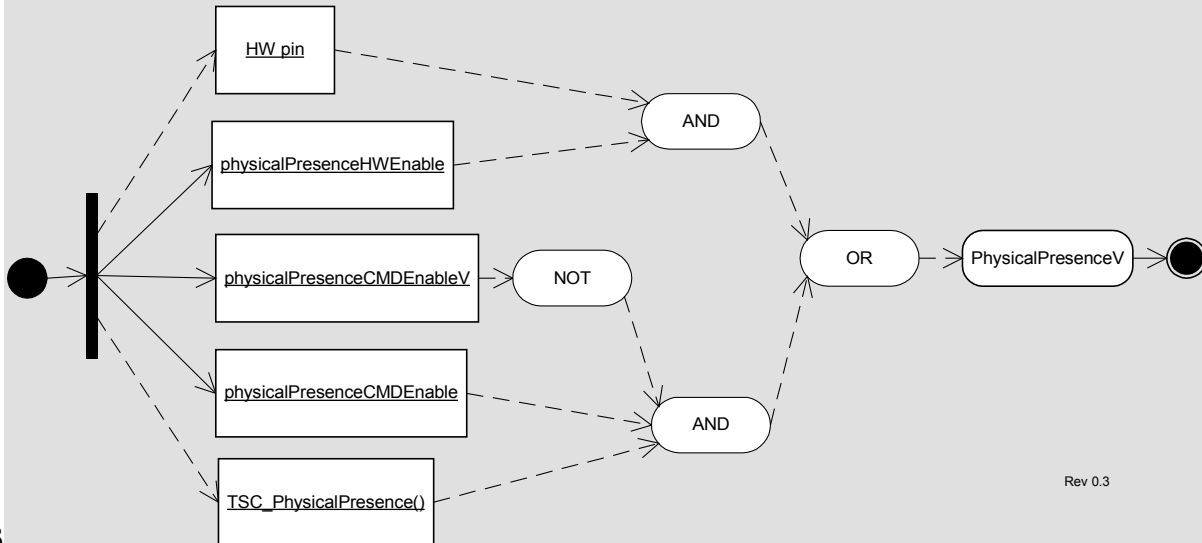 HW pin
AND
physicalPresenceHWEnable
OR
PhysicalPresenceV
physicalPresenceCMDEnableV
NOT
physicalPresenceCMDEnable
AND
TSC_PhysicalPresence()
Rev 0.3